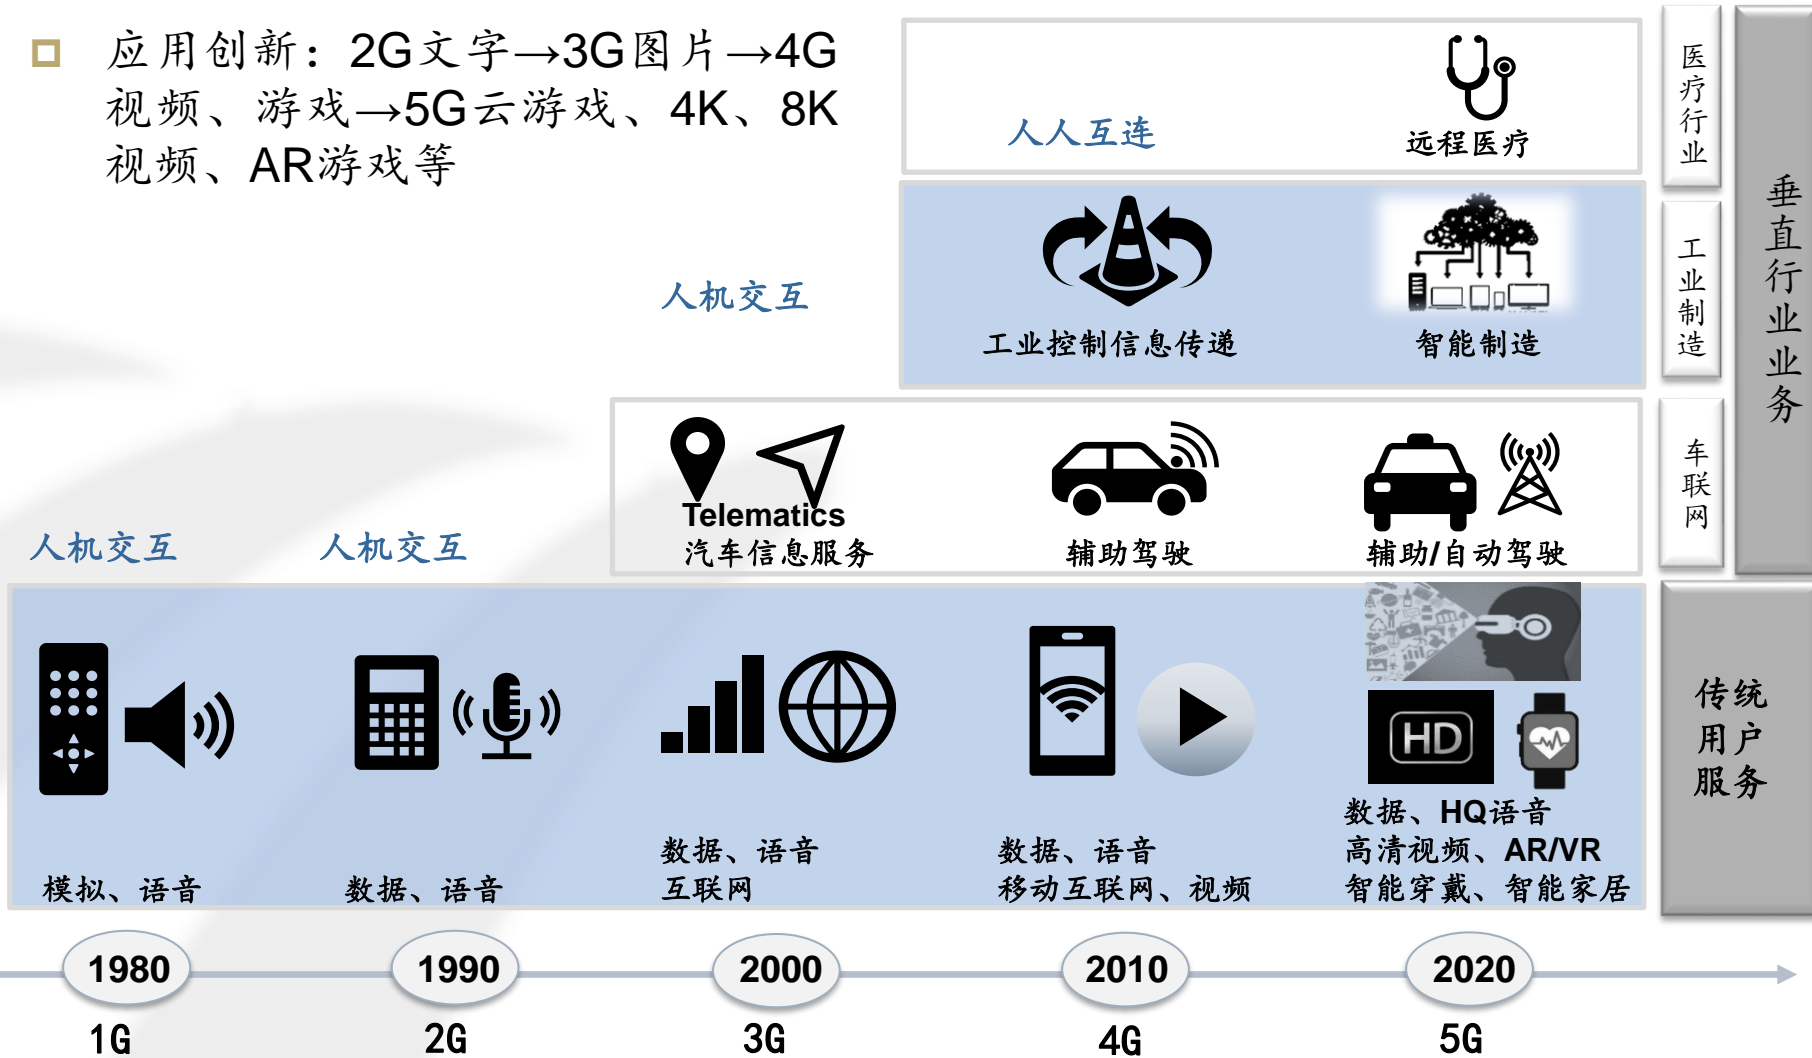 应用创新：2G文字→3G图片→4G
视频、游戏→5G云游戏、4K、8K
视频、AR游戏等
人人互连
远程医疗
医疗行业
人机交互
工业控制信息传递
智能制造
工业制造
垂直行业业务
人机交互
人机交互
Telematics
汽车信息服务
辅助驾驶
辅助/自动驾驶
车联网
模拟、语音
数据、语音
数据、语音
互联网
数据、语音
移动互联网、视频
HD
数据、HQ语音
高清视频、AR/VR
智能穿戴、智能家居
传统
用户
服务
1980
1990
2000
2010
2020
1G
2G
3G
4G
5G